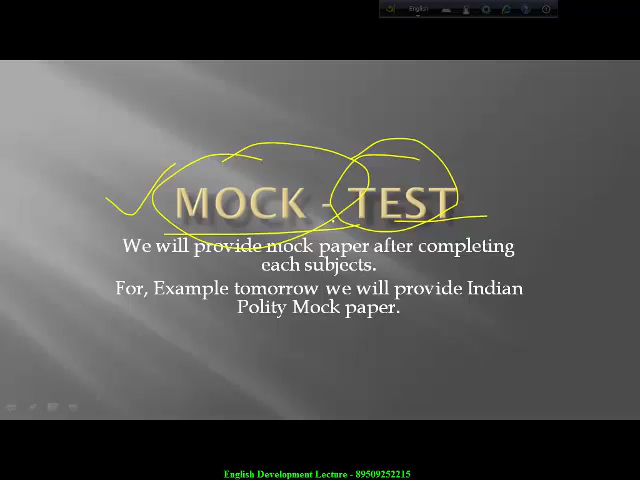 English
MOCK - TEST
We will provide mock paper after completing
each subjects.
For, Example tomorrow we will provide Indian
Polity Mock paper.
English Development Lecture - 89509252215